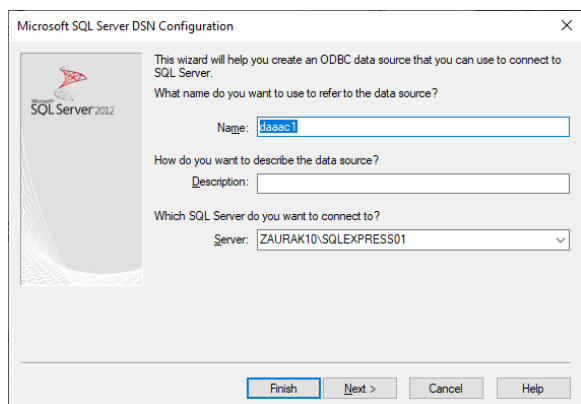 Microsoft SQL Server DSN Configuration
This wizard will help you create an ODBC data source that you can use to connect to
SQL Server.
What name do you want to use to refer to the data source?
Microsoft
SQL Server 2012
Name: daaac1
How do you want to describe the data source?
Description:
Which SQL Server do you want to connect to?
Server: ZAURAK10\SQLEXPRESS01
Finish Next > Cancel Help